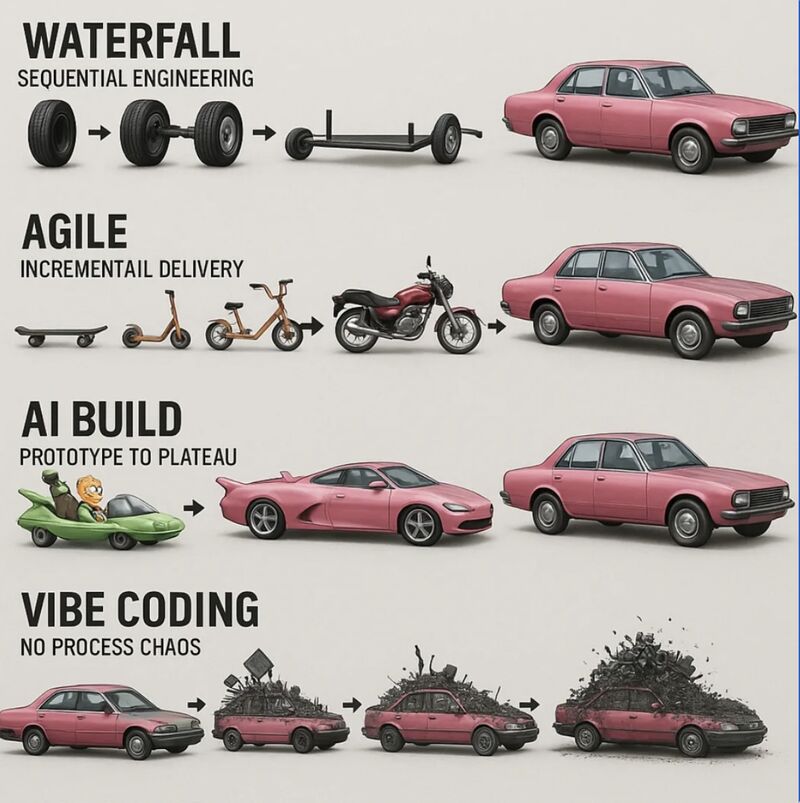 WATERFALL
SEQUENTIAL ENGINEERING
AGILE
INCREMENTAIL DELIVERY
AI BUILD
PROTOTYPE TO PLATEAU
VIBE CODING
NO PROCESS CHAOS